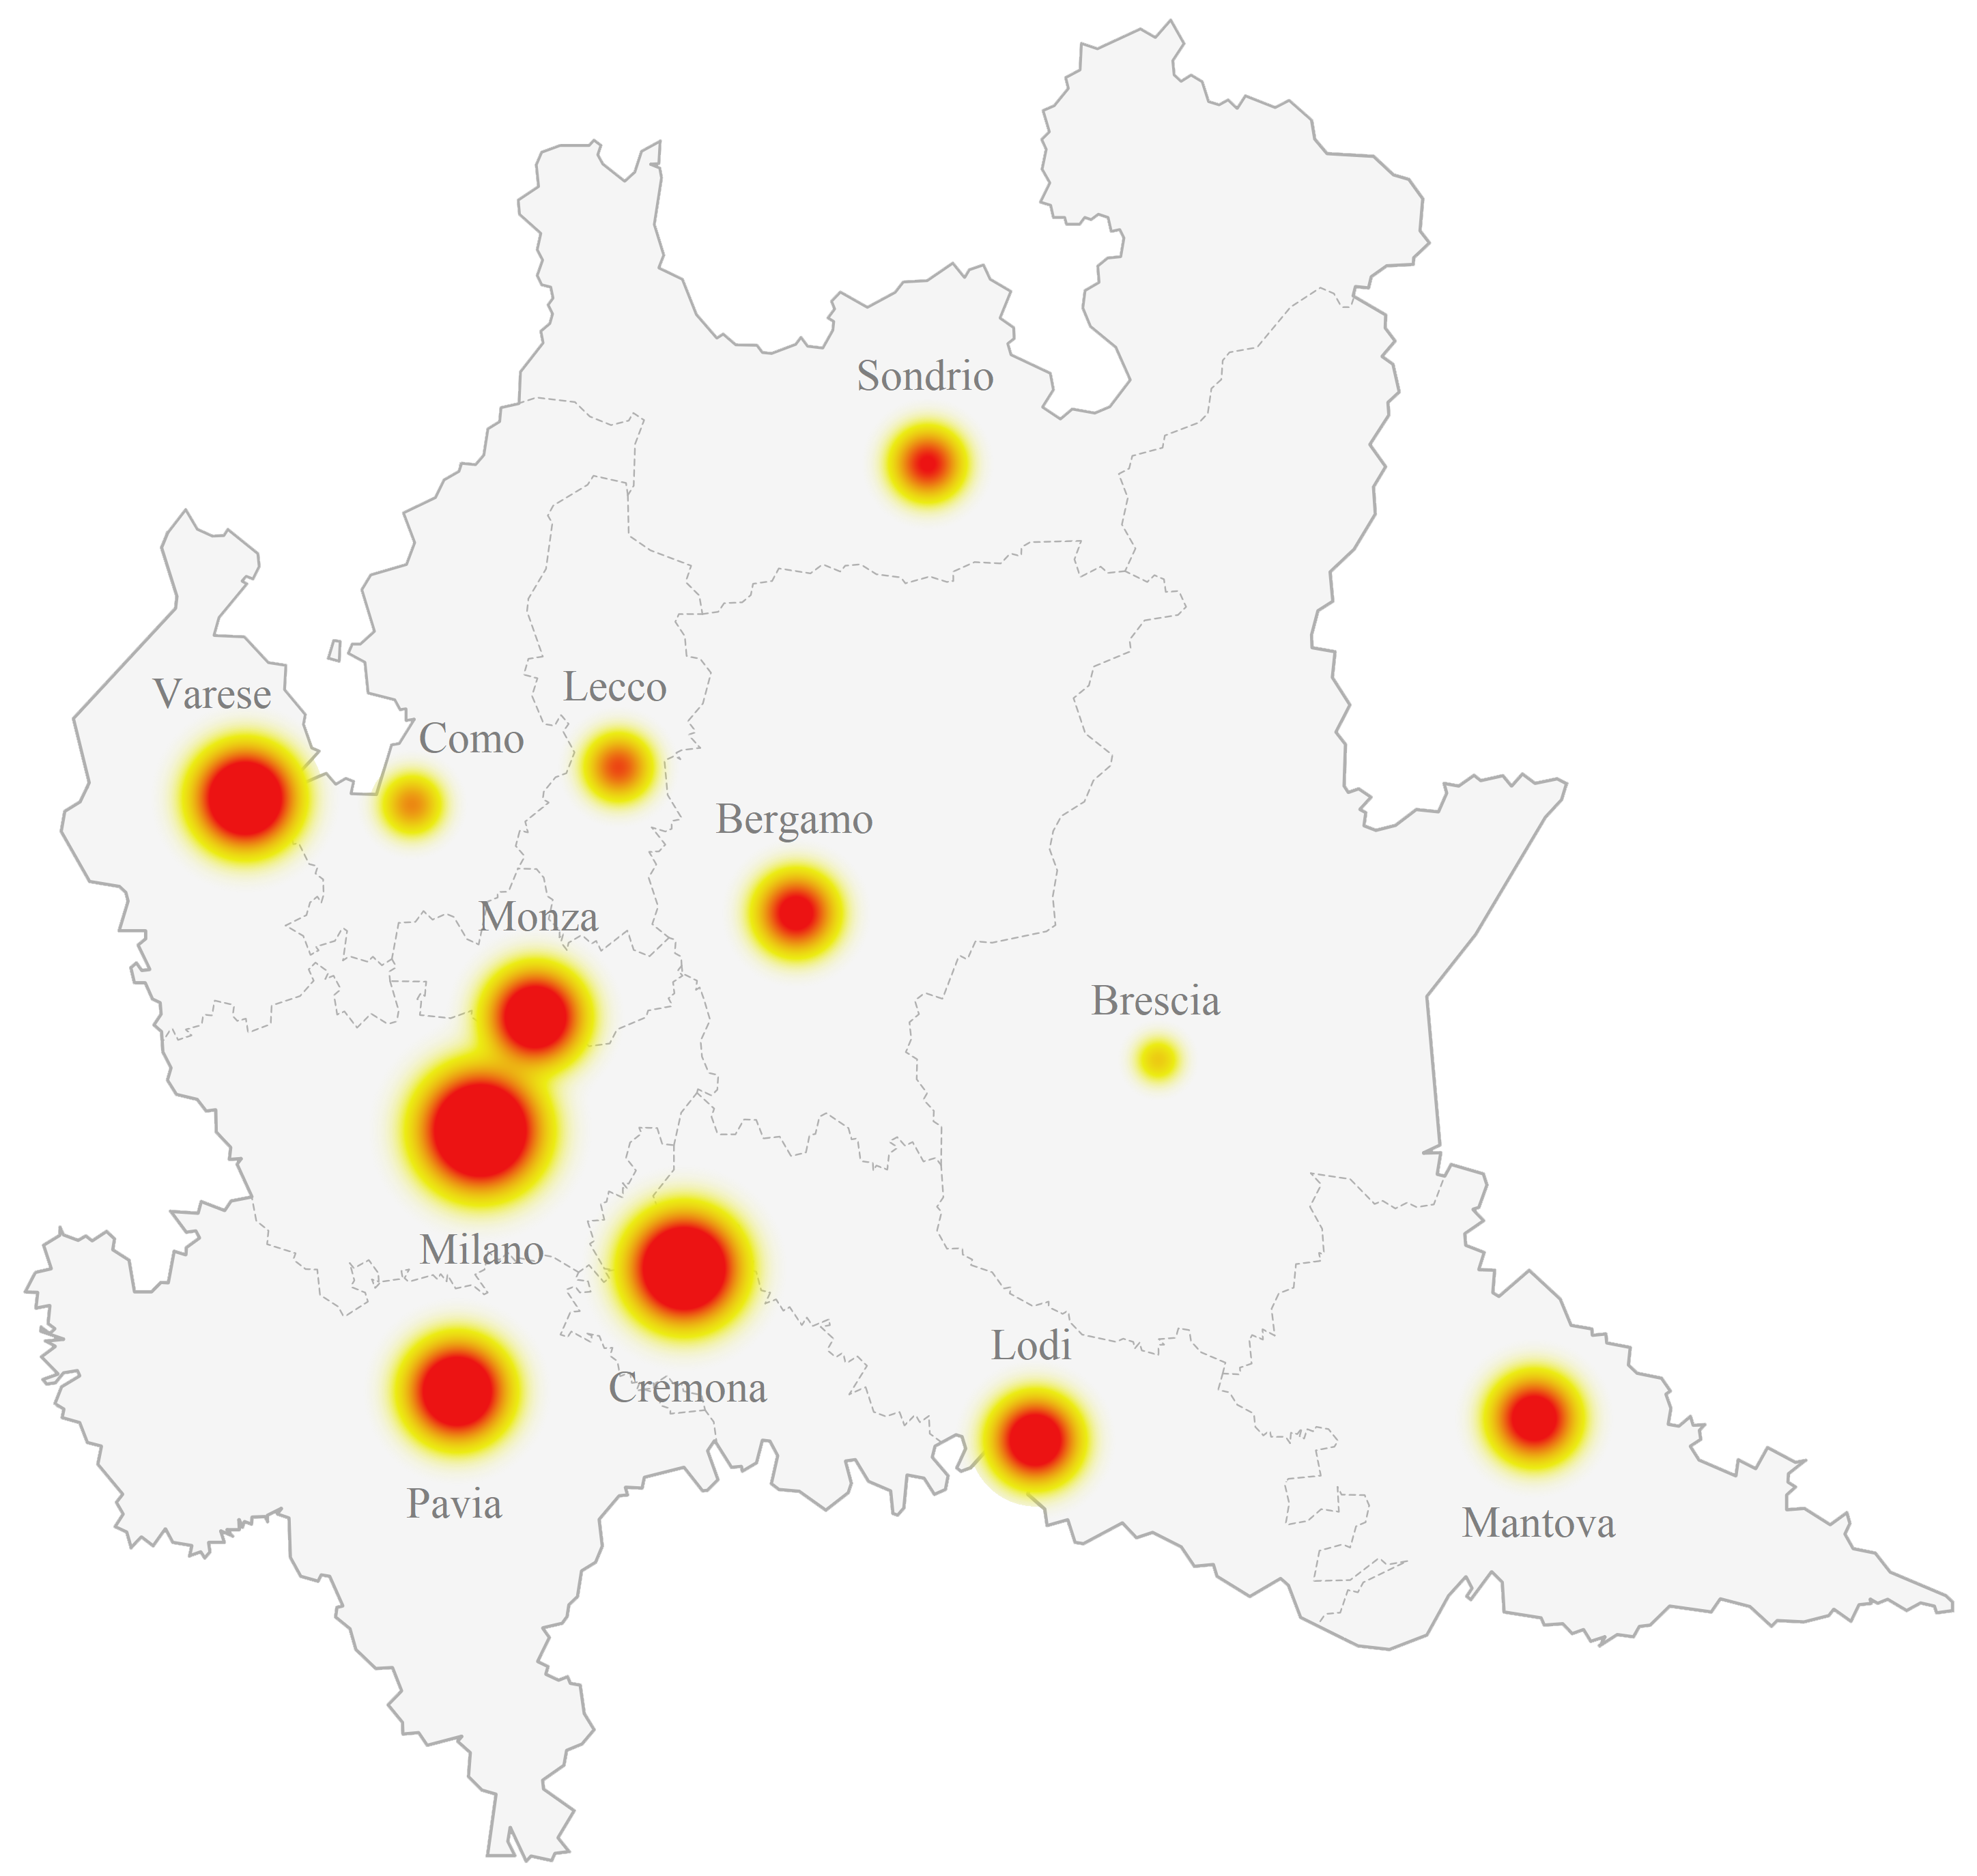 Sondrio
Lecco
Varese
Como
Bergamo
Monza
Brescia
Milano
Lodi
Cremona
Pavia
Mantova